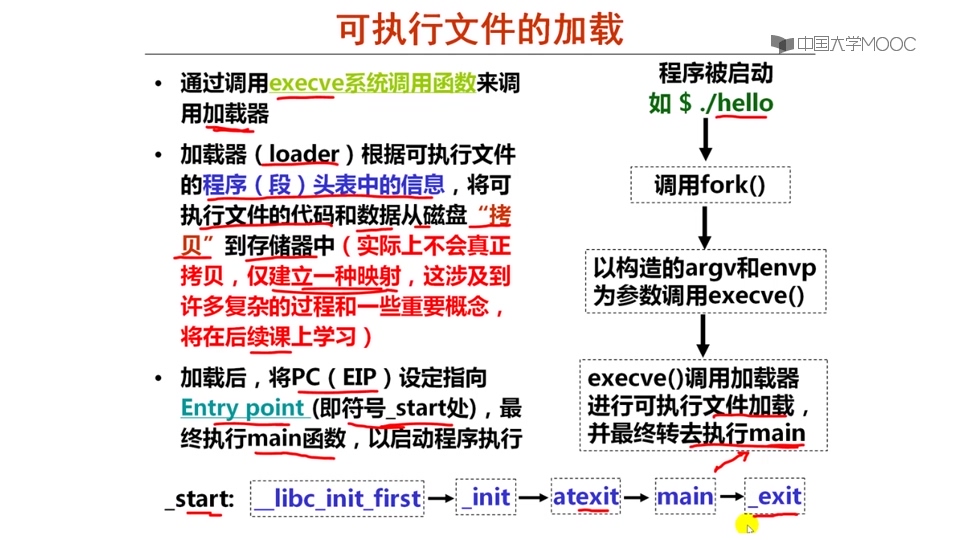 可执行文件的加载
中国大学MOOC
• 通过调用execve系统调用函数来调
用加载器
• 加载器（loader）根据可执行文件
的程序（段）头表中的信息，将可
执行文件的代码和数据从磁盘“拷
贝”到存储器中（实际上不会真正
拷贝，仅建立一种映射，这涉及到
许多复杂的过程和一些重要概念，
将在后续课上学习）
• 加载后，将PC（EIP）设定指向
Entry point (即符号_start处)，最
终执行main函数，以启动程序执行
程序被启动
如 $ ./hello
调用fork()
以构造的argv和envp
为参数调用execve()
execve()调用加载器
进行可执行文件加载，
并最终转去执行main
_start: __libc_init_first _init atexit main _exit